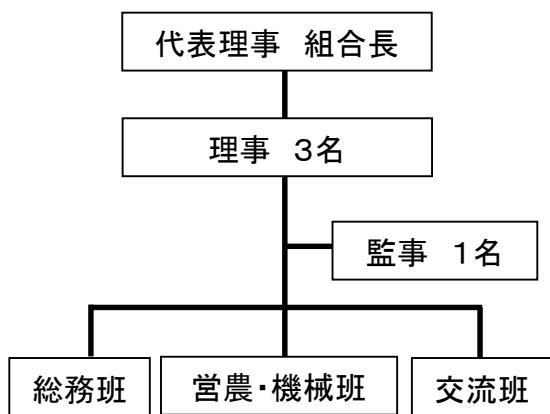 代表理事　組合長
理事　３名
監事　１名
総務班
営農・機械班
交流班